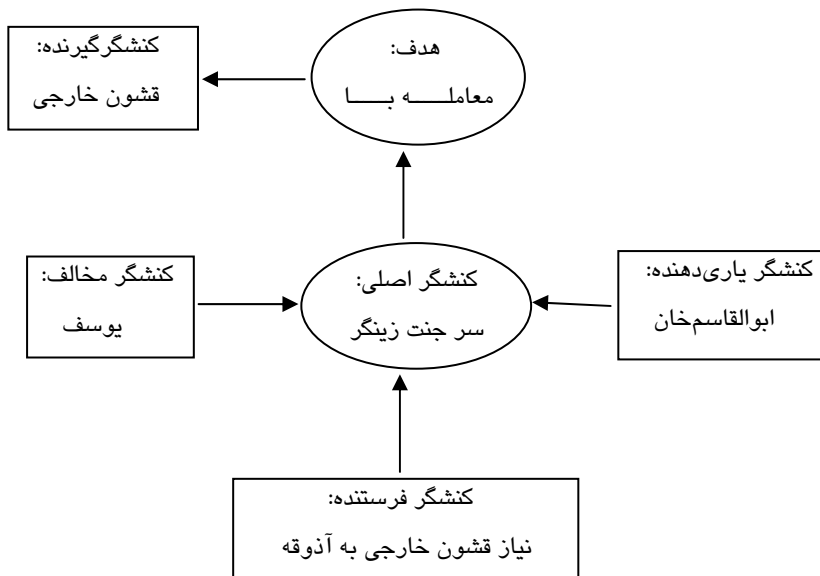 هدف:
معامله با
کنشگرگیرنده:
قشون خارجی
کنشگر یاری‌دهنده:
ابوالقاسم‌خان
کنشگر اصلی:
سر جنت زینگر
کنشگر مخالف:
یوسف
کنشگر فرستنده:
نیاز قشون خارجی به آذوقه